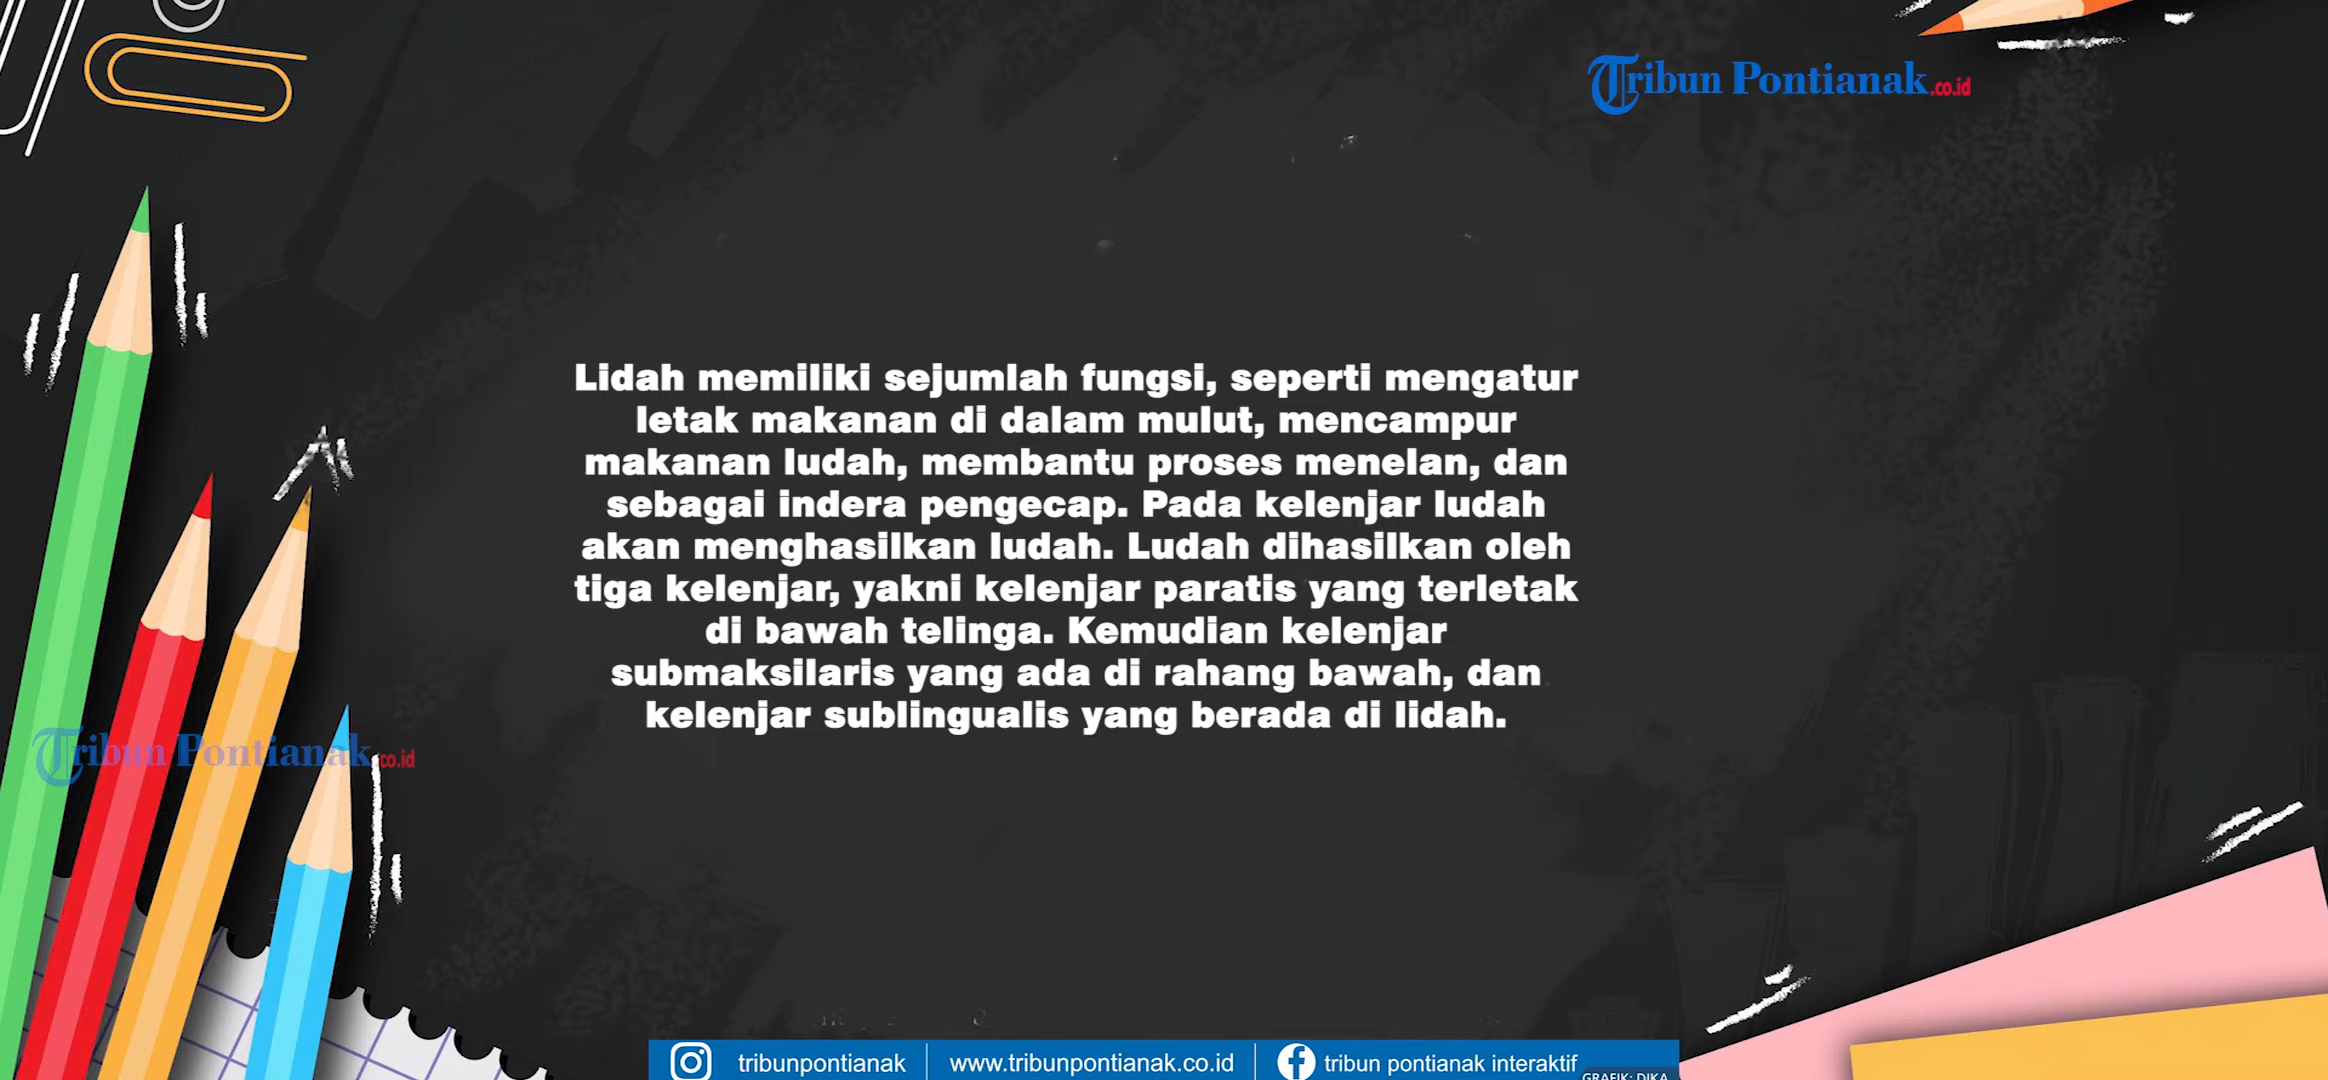 Tribun Pontianak.co.id
Lidah memiliki sejumlah fungsi, seperti mengatur
letak makanan di dalam mulut, mencampur
makanan ludah, membantu proses menelan, dan
sebagai indera pengecap. Pada kelenjar ludah
akan menghasilkan ludah. Ludah dihasilkan oleh
tiga kelenjar, yakni kelenjar paratis yang terletak
di bawah telinga. Kemudian kelenjar
submaksilaris yang ada di rahang bawah, dan
kelenjar sublingualis yang berada di lidah.
Tribun Pontianak.co.id
tribunpontianak
www.tribunpontianak.co.id
tribun pontianak interaktif
GRAFIK: DIKA